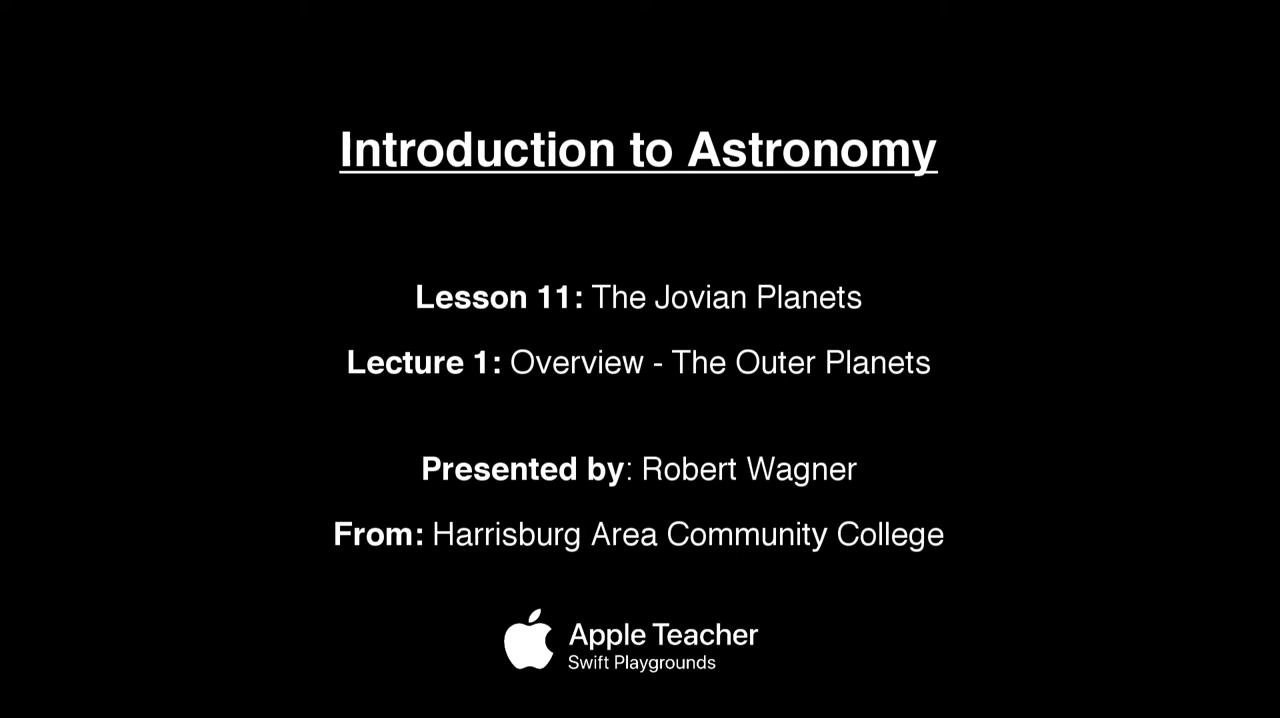 Introduction to Astronomy
Lesson 11: The Jovian Planets
Lecture 1: Overview - The Outer Planets
Presented by: Robert Wagner
From: Harrisburg Area Community College
Apple Teacher
Swift Playgrounds